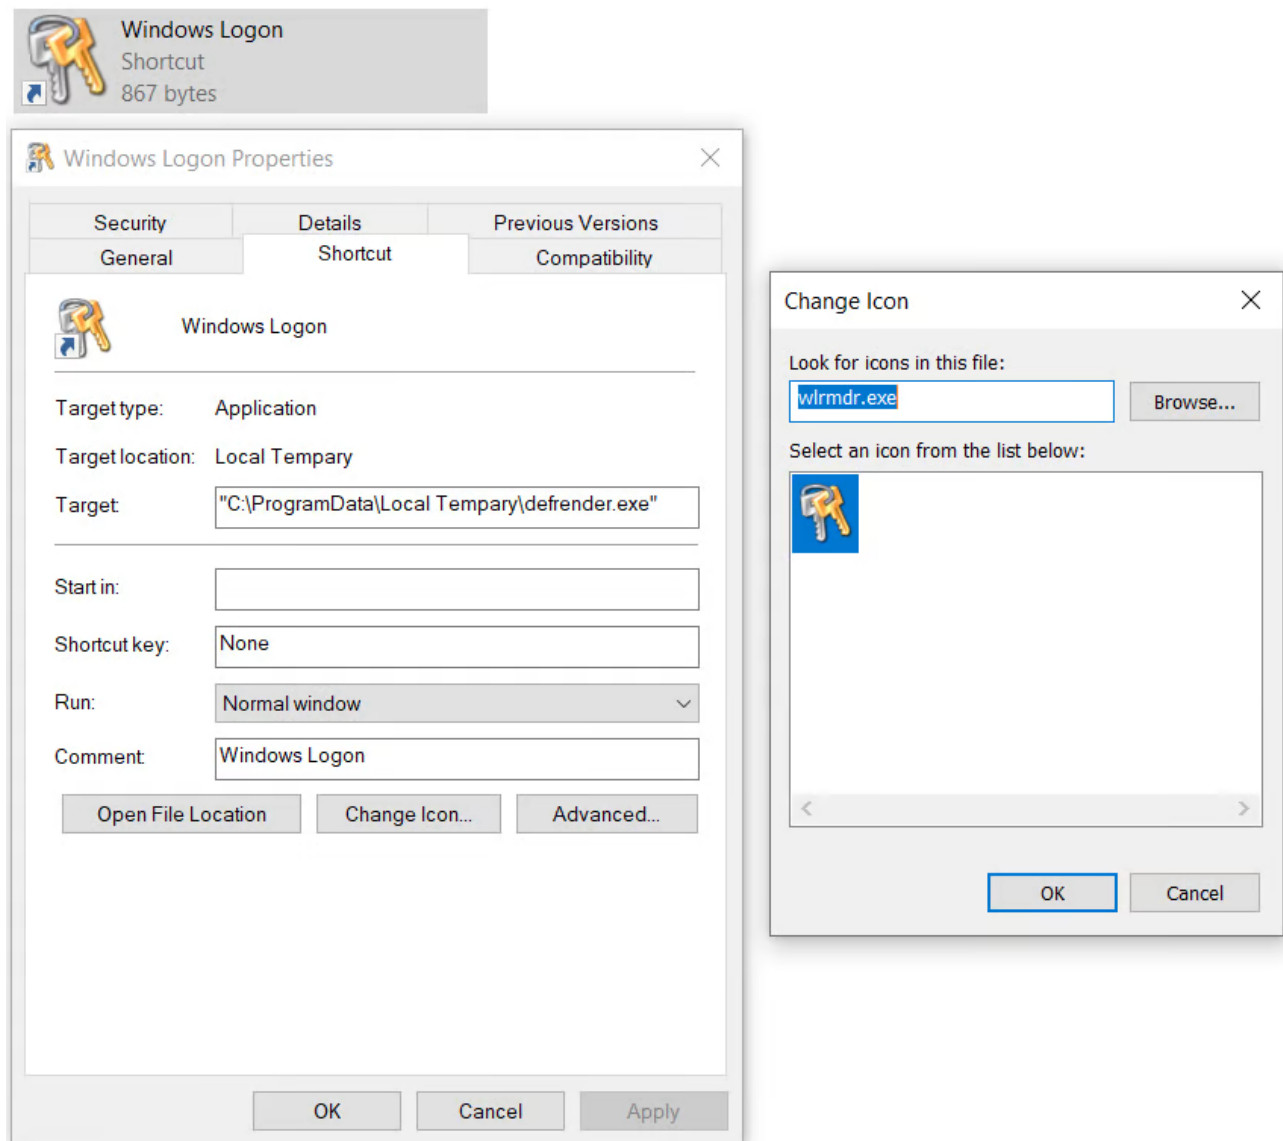 Windows Logon
Shortcut
867 bytes
Windows Logon Properties
Security Details Previous Versions
General Shortcut Compatibility
Windows Logon
Target type: Application
Target location: Local Tempary
Target: "C:\ProgramData\Local Tempary\defrender.exe"
Start in:
Shortcut key: None
Run: Normal window
Comment: Windows Logon
Open File Location Change Icon... Advanced...
OK Cancel Apply
Change Icon
Look for icons in this file:
wlrmdr.exe Browse...
Select an icon from the list below:
OK Cancel